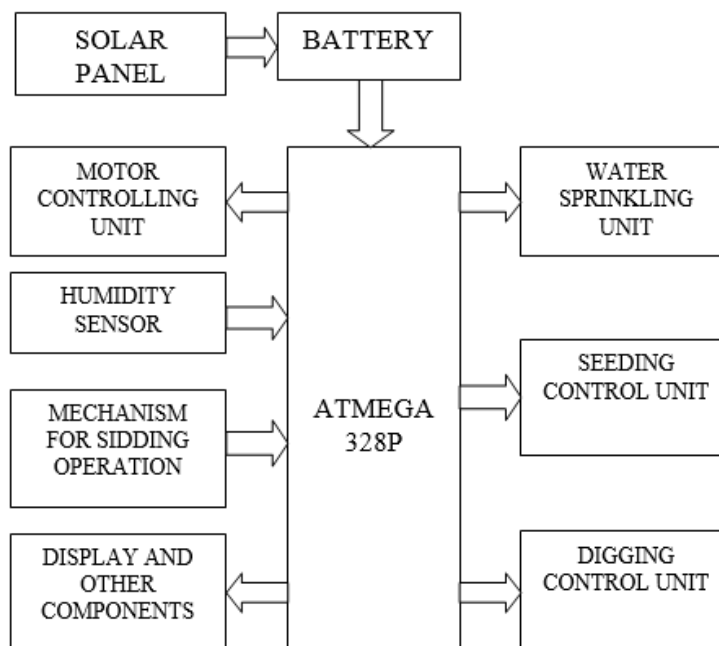 SOLAR
PANEL
BATTERY
MOTOR
CONTROLLING
UNIT
WATER
SPRINKLING
UNIT
HUMIDITY
SENSOR
SEEDING
CONTROL UNIT
ATMEGA
328P
MECHANISM
FOR SIDDING
OPERATION
DISPLAY AND
OTHER
COMPONENTS
DIGGING
CONTROL UNIT